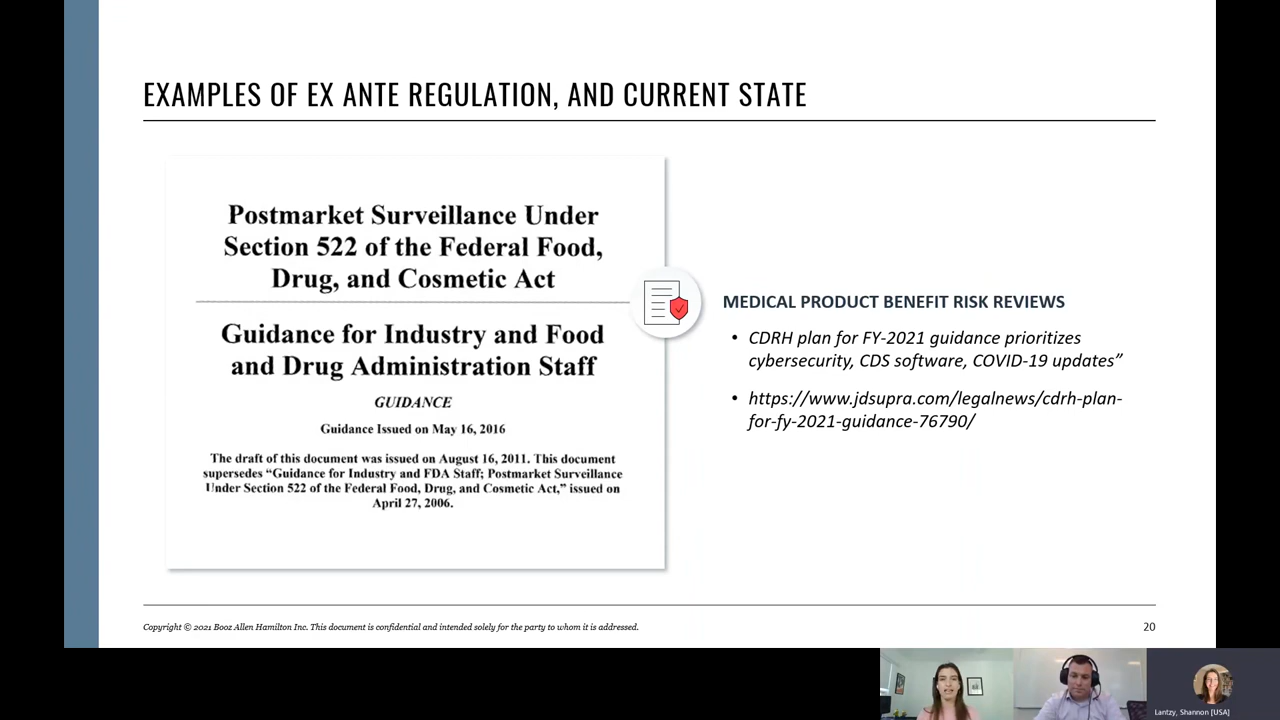 EXAMPLES OF EX ANTE REGULATION, AND CURRENT STATE
Postmarket Surveillance Under
Section 522 of the Federal Food,
Drug, and Cosmetic Act
Guidance for Industry and Food
and Drug Administration Staff
GUIDANCE
Guidance Issued on May 16, 2016
The draft of this document was issued on August 16, 2011. This document
supersedes “Guidance for Industry and FDA Staff; Postmarket Surveillance
Under Section 522 of the Federal Food, Drug, and Cosmetic Act,” issued on
April 27, 2006.
MEDICAL PRODUCT BENEFIT RISK REVIEWS
• CDRH plan for FY-2021 guidance prioritizes
cybersecurity, CDS software, COVID-19 updates”
• https://www.jdsupra.com/legalnews/cdrh-plan-
for-fy-2021-guidance-76790/
Copyright © 2021 Booz Allen Hamilton Inc. This document is confidential and intended solely for the party to whom it is addressed.
20
Lantzy, Shannon [USA]